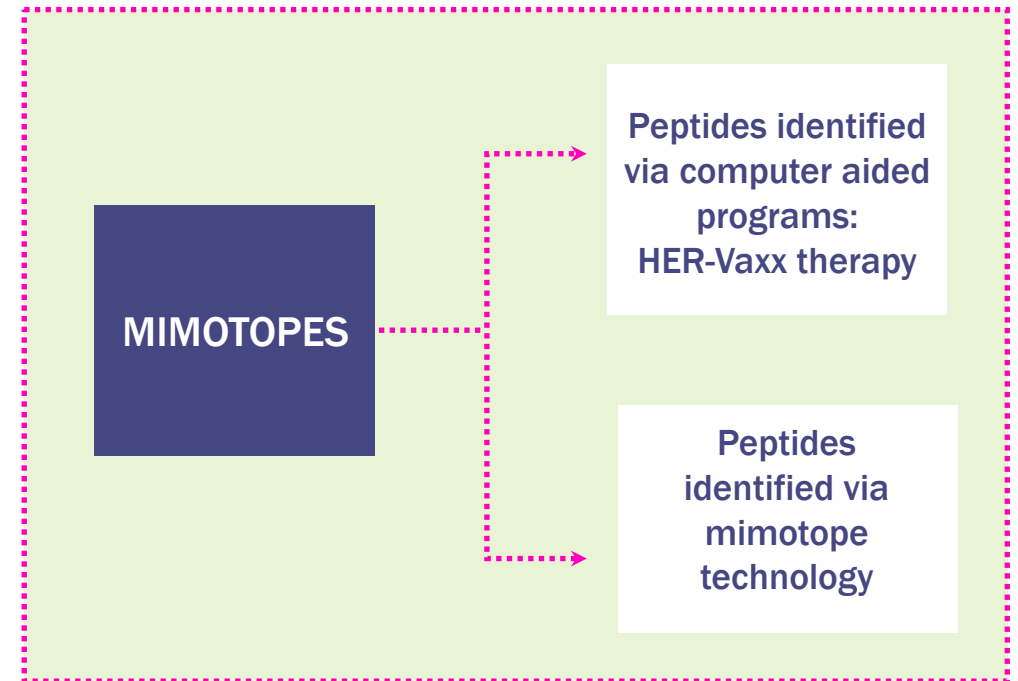 MIMOTOPES
Peptides identified
via computer aided
programs:
HER-Vaxx therapy
Peptides
identified via
mimotope
technology